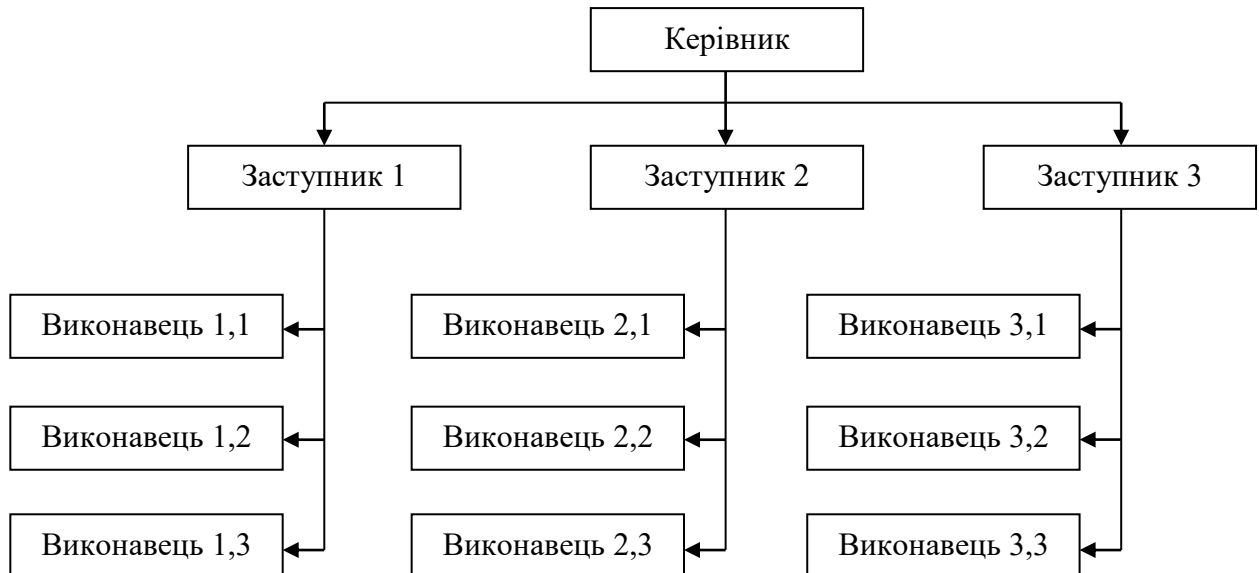 Керівник
Заступник 1
Заступник 2
Заступник 3
Виконавець 1,1
Виконавець 2,1
Виконавець 3,1
Виконавець 1,2
Виконавець 2,2
Виконавець 3,2
Виконавець 1,3
Виконавець 2,3
Виконавець 3,3